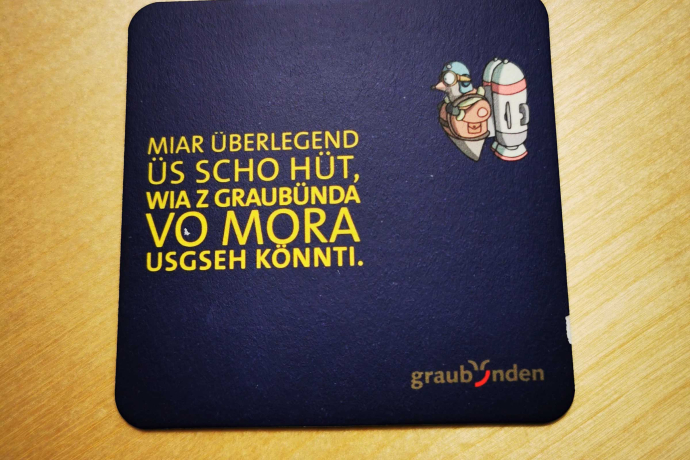 MIAR ÜBERLEGEND
ÜS SCHO HÜT,
WIA Z GRAUBÜNDA
VO MORA
USGSEH KÖNNTI.
graubünden